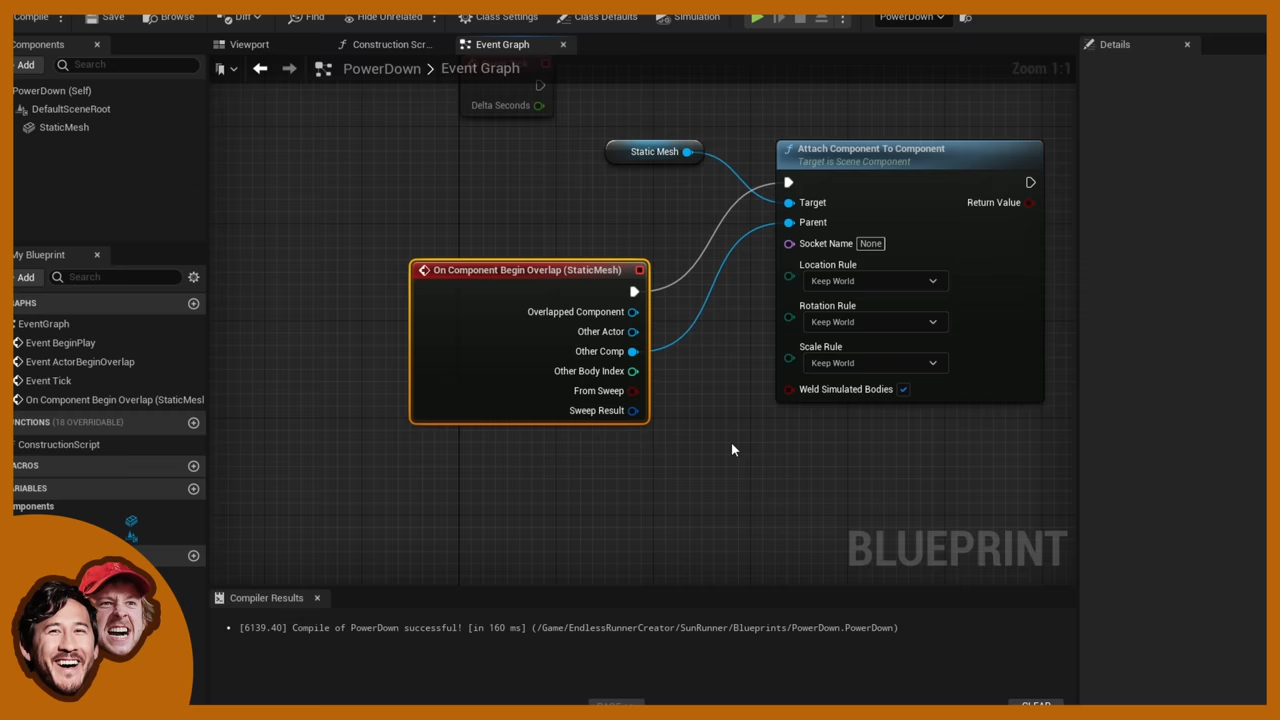 Compile
Save
Browse
Diff
Find
Hide Unrelated
Class Settings
Class Defaults
Simulation
PowerDown
Components
Viewport
Construction Scr...
Event Graph
Details
Add
Search
PowerDown > Event Graph
Zoom 1:1
PowerDown (Self)
DefaultSceneRoot
StaticMesh
Delta Seconds
Static Mesh
Attach Component To Component
Target is Scene Component
Target
Return Value
Parent
Socket Name
None
Location Rule
Keep World
Rotation Rule
Keep World
Scale Rule
Keep World
Weld Simulated Bodies
On Component Begin Overlap (StaticMesh)
Overlapped Component
Other Actor
Other Comp
Other Body Index
From Sweep
Sweep Result
My Blueprint
Add
Search
GRAPHS
EventGraph
Event BeginPlay
Event ActorBeginOverlap
Event Tick
On Component Begin Overlap (StaticMesl
UNCTIONS (18 OVERRIDABLE)
ConstructionScript
ACROS
ARIABLES
mponents
BLUEPRINT
Compiler Results
[6139.40] Compile of PowerDown successful! [in 160 ms] (/Game/EndlessRunnerCreator/SunRunner/Blueprints/PowerDown.PowerDown)
CLEAR